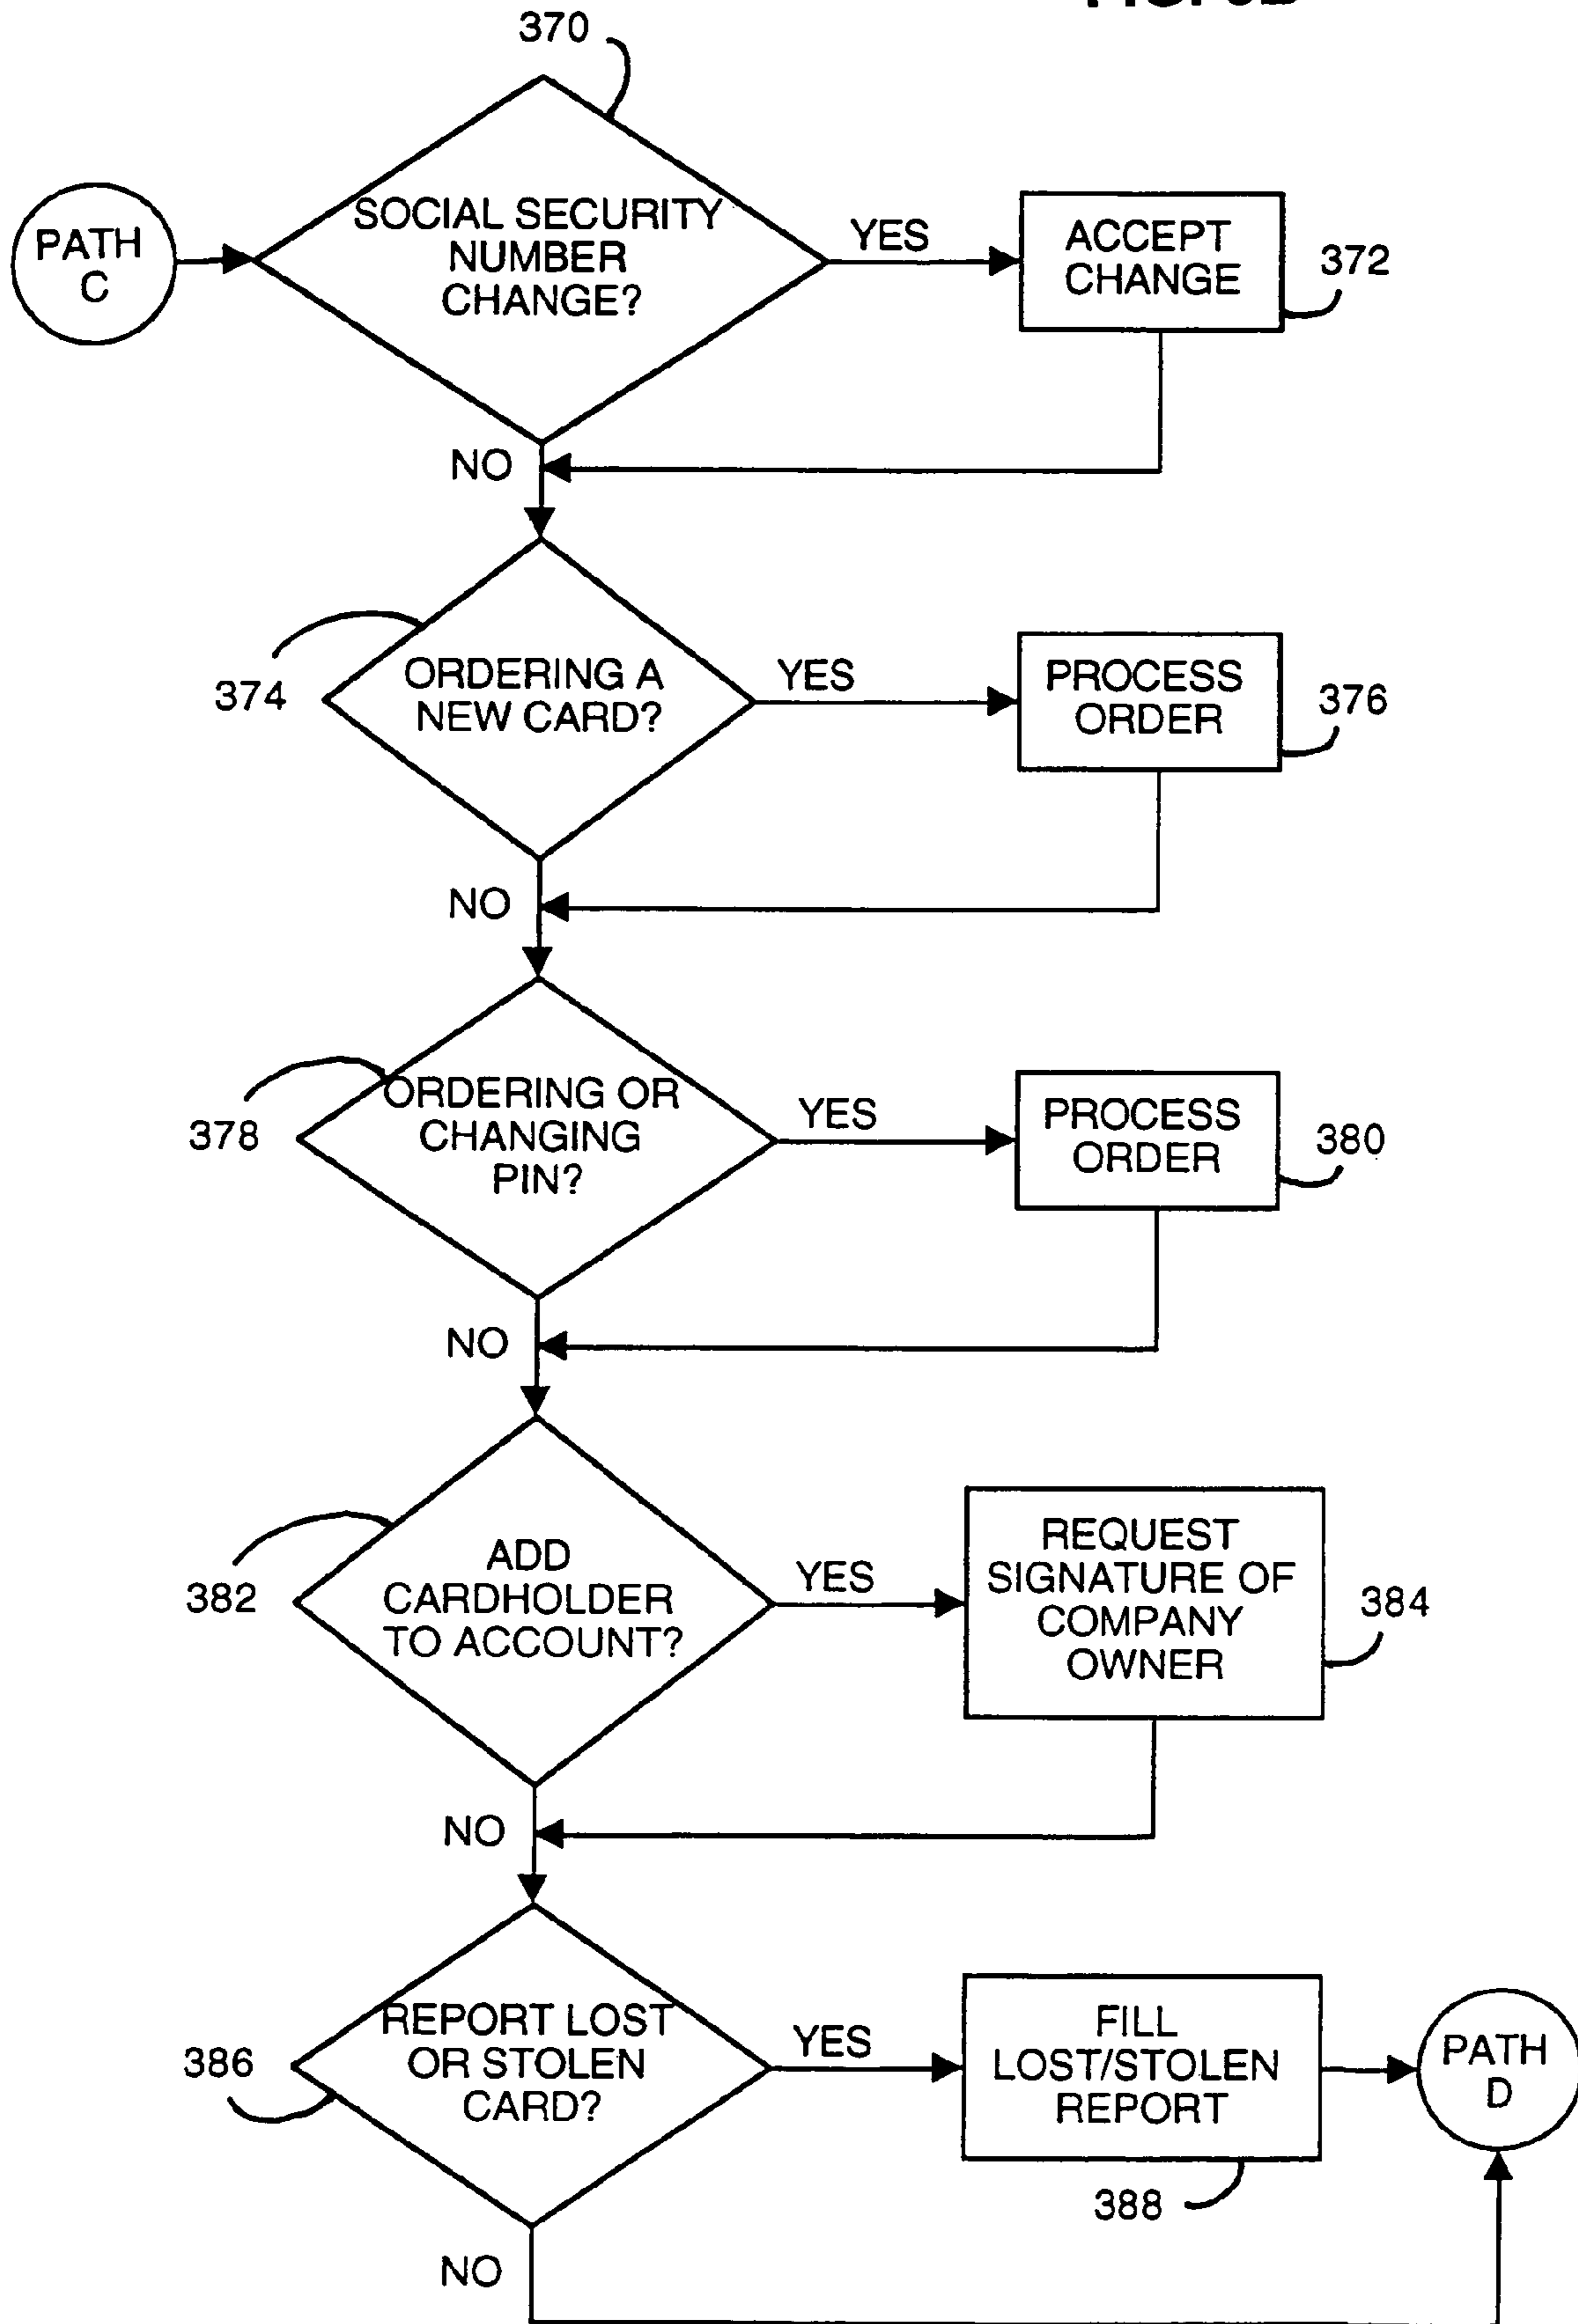 370
PATH
C
SOCIAL SECURITY
NUMBER
CHANGE?
YES
ACCEPT
CHANGE
372
NO
374
ORDERING A
NEW CARD?
YES
PROCESS
ORDER
376
NO
378
ORDERING OR
CHANGING
PIN?
YES
PROCESS
ORDER
380
NO
382
ADD
CARDHOLDER
TO ACCOUNT?
YES
REQUEST
SIGNATURE OF
COMPANY
OWNER
384
NO
386
REPORT LOST
OR STOLEN
CARD?
YES
FILL
LOST/STOLEN
REPORT
388
PATH
D
NO